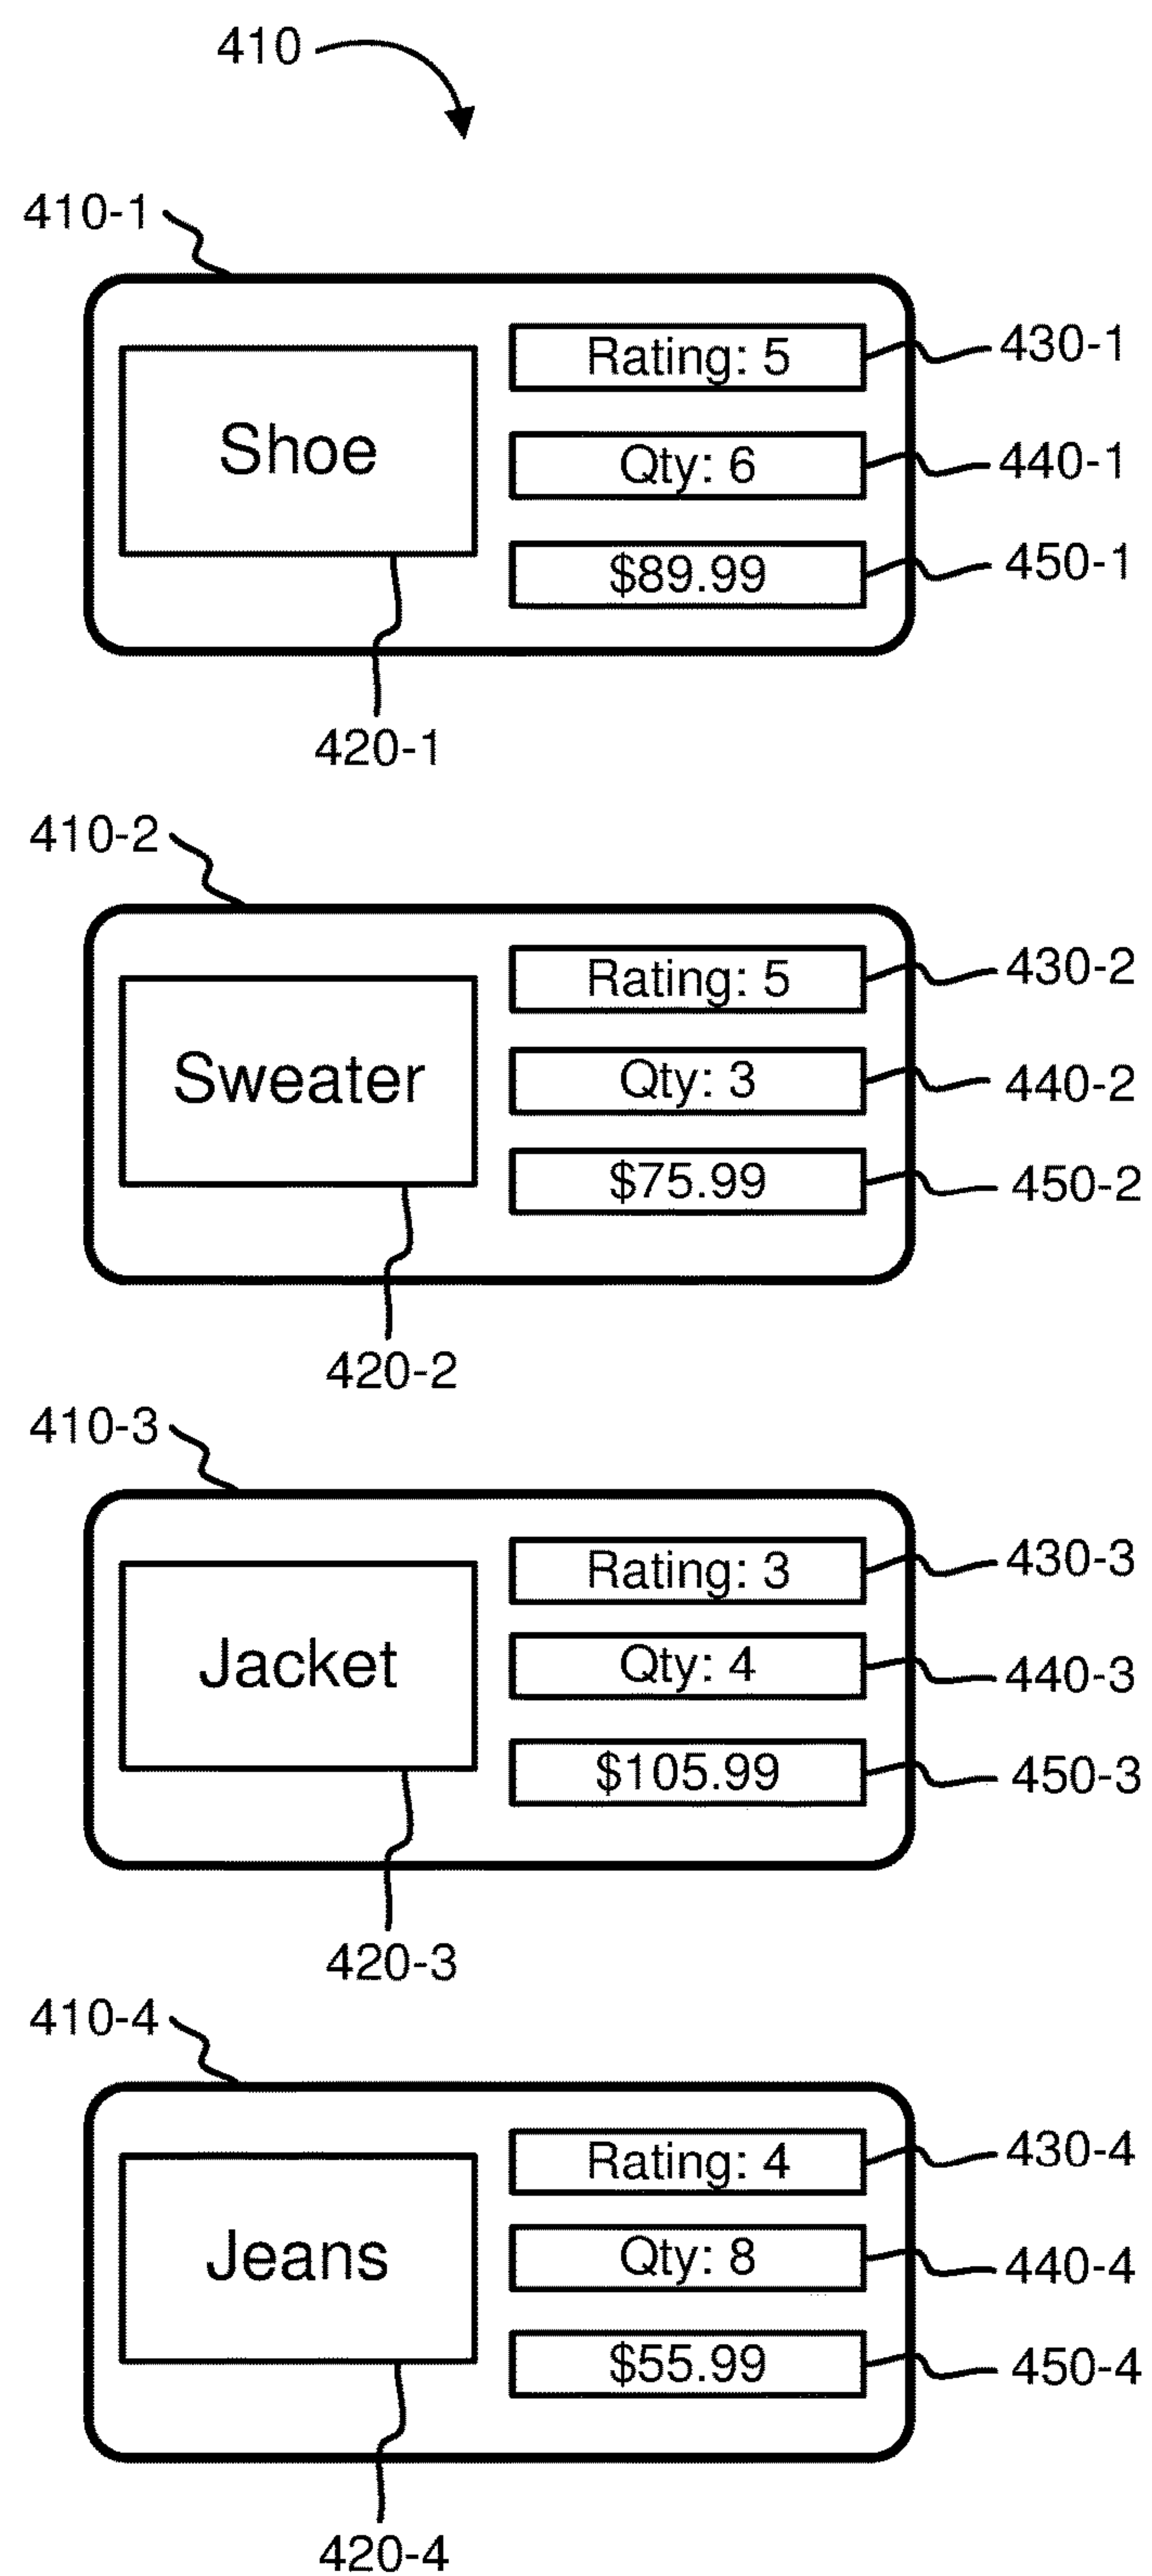 410
410-1
Rating: 5
430-1
Shoe
Qty: 6
440-1
$89.99
450-1
420-1
410-2
Rating: 5
430-2
Sweater
Qty: 3
440-2
$75.99
450-2
420-2
410-3
Rating: 3
430-3
Jacket
Qty: 4
440-3
$105.99
450-3
420-3
410-4
Rating: 4
430-4
Jeans
Qty: 8
440-4
$55.99
450-4
420-4